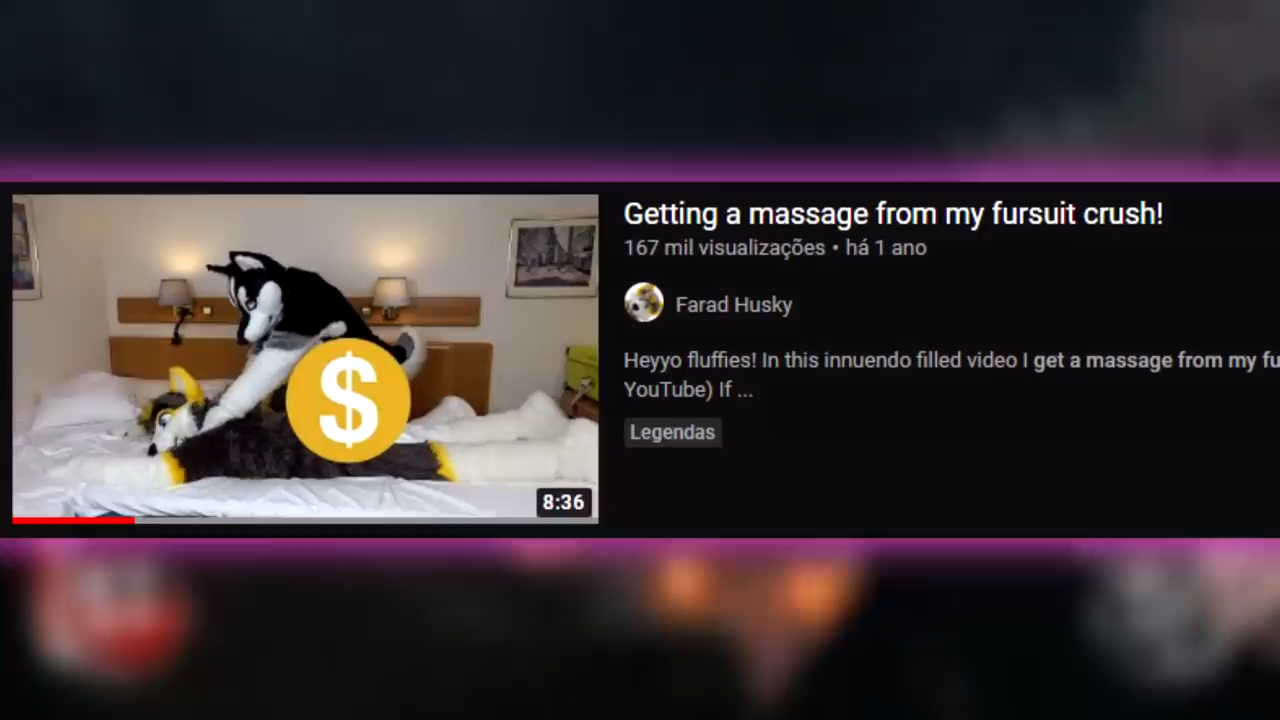 Getting a massage from my fursuit crush!
167 mil visualizações • há 1 ano
Farad Husky
Heyyo fluffies! In this innuendo filled video I get a massage from my fu
YouTube) If ...
Legendas
$
8:36